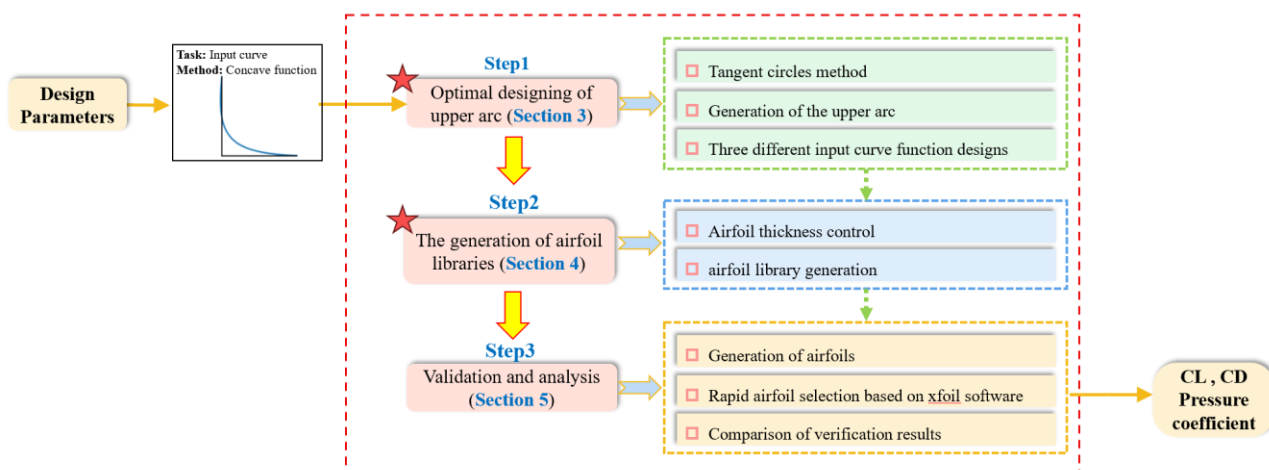 Design
Parameters
Task: Input curve
Method: Concave function
Step1
Optimal designing of
upper arc (Section 3)
Tangent circles method
Generation of the upper arc
Three different input curve function designs
Step2
The generation of airfoil
libraries (Section 4)
Airfoil thickness control
airfoil library generation
Step3
Validation and analysis
(Section 5)
Generation of airfoils
Rapid airfoil selection based on xfoil software
Comparison of verification results
CL , CD
Pressure
coefficient